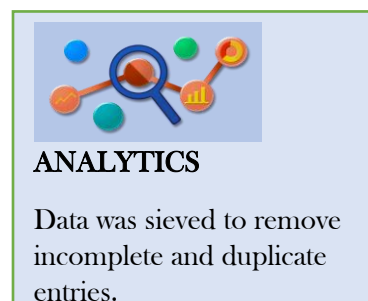 ANALYTICS
Data was sieved to remove
incomplete and duplicate
entries.